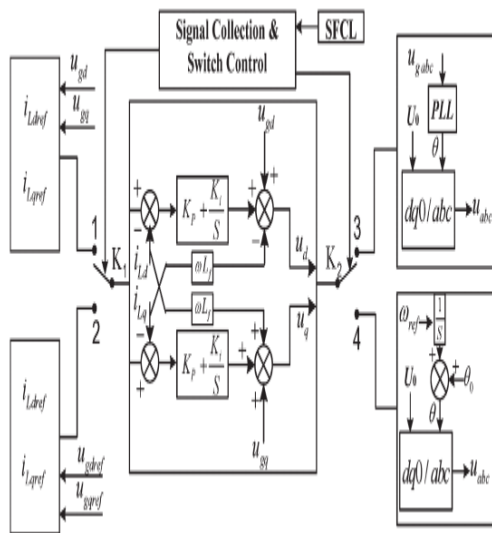 Signal Collection &
Switch Control
SFCL
u_gd
u_gq
i_Ldref
i_Lqref
1
K_1
2
i_Ldref
i_Lqref
u_gdref
u_gqref
u_gd
+
−
K_p + K_i/S
+
+
−
u_d
i_Ld
i_Lq
ωL_f
ωL_f
−
+
K_p + K_i/S
+
+
+
u_q
u_gq
K_2
3
4
u_gabc
U_0
PLL
θ
dq0/abc
u_abc
ω_ref
1/S
+
+
θ_0
U_0
θ
dq0/abc
u_abc